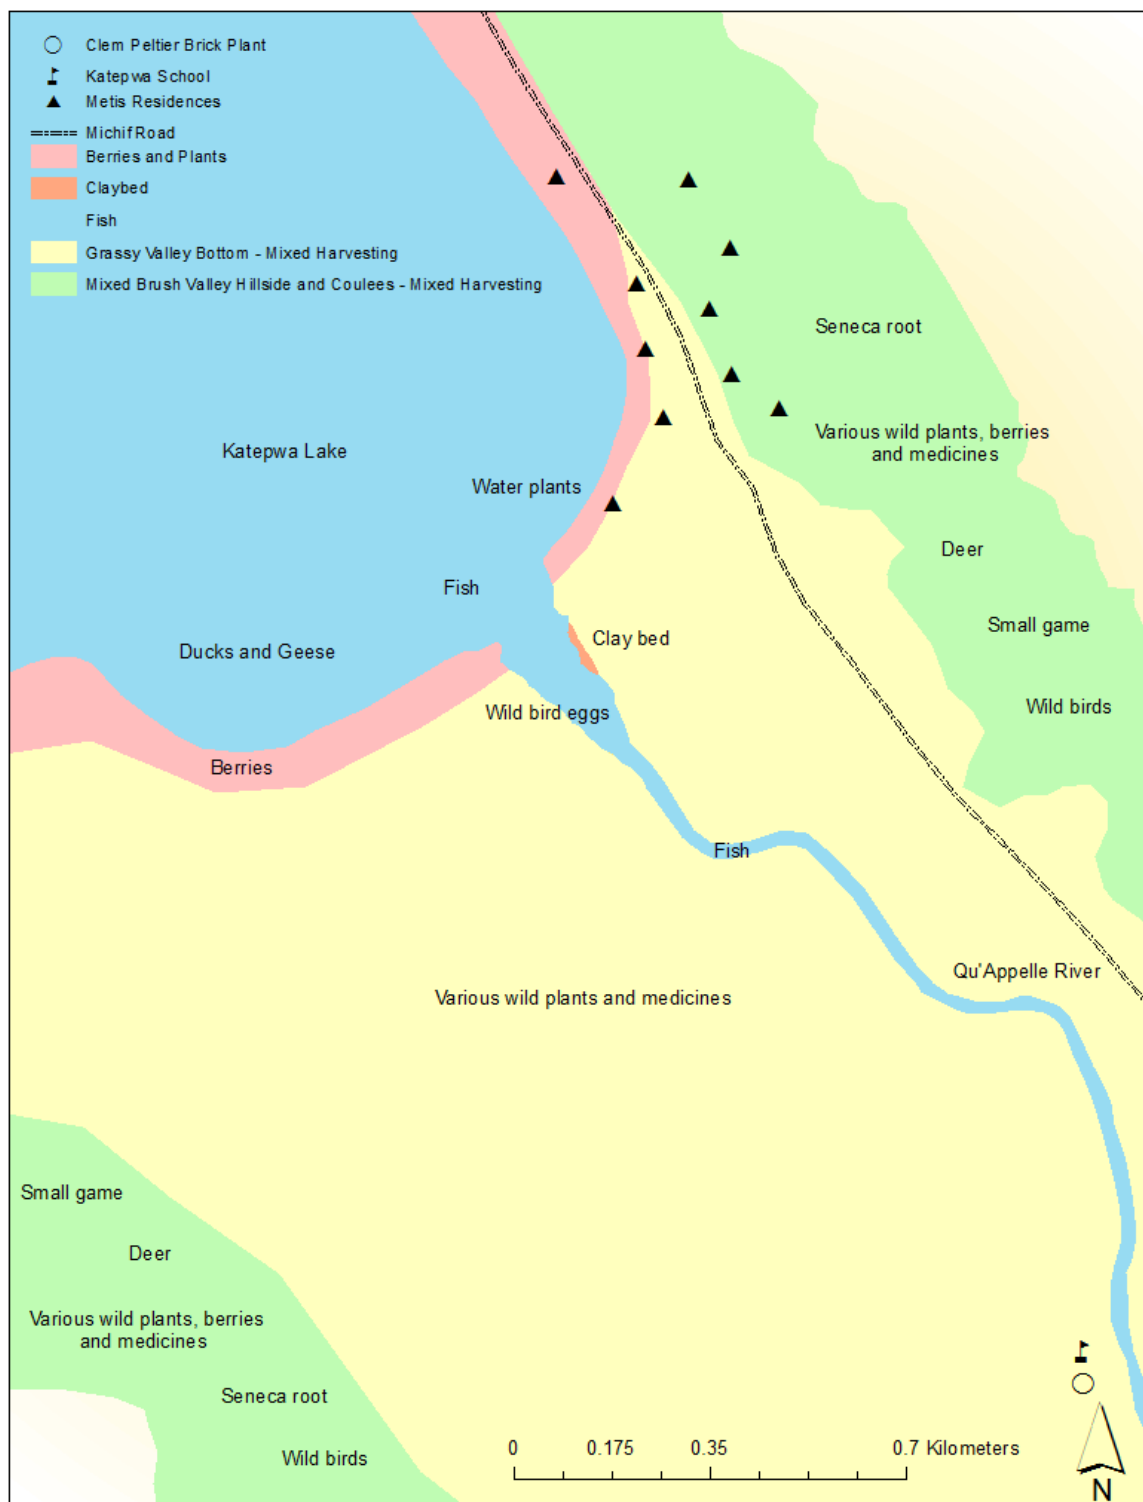 Clem Peltier Brick Plant
Katepwa School
Metis Residences
Michif Road
Berries and Plants
Claybed
Fish
Grassy Valley Bottom - Mixed Harvesting
Mixed Brush Valley Hillside and Coulees - Mixed Harvesting
Seneca root
Various wild plants, berries
and medicines
Katepwa Lake
Water plants
Deer
Fish
Small game
Clay bed
Ducks and Geese
Wild birds
Wild bird eggs
Berries
Fish
Qu'Appelle River
Various wild plants and medicines
Small game
Deer
Various wild plants, berries
and medicines
Seneca root
Wild birds
0 0.175 0.35 0.7 Kilometers
N